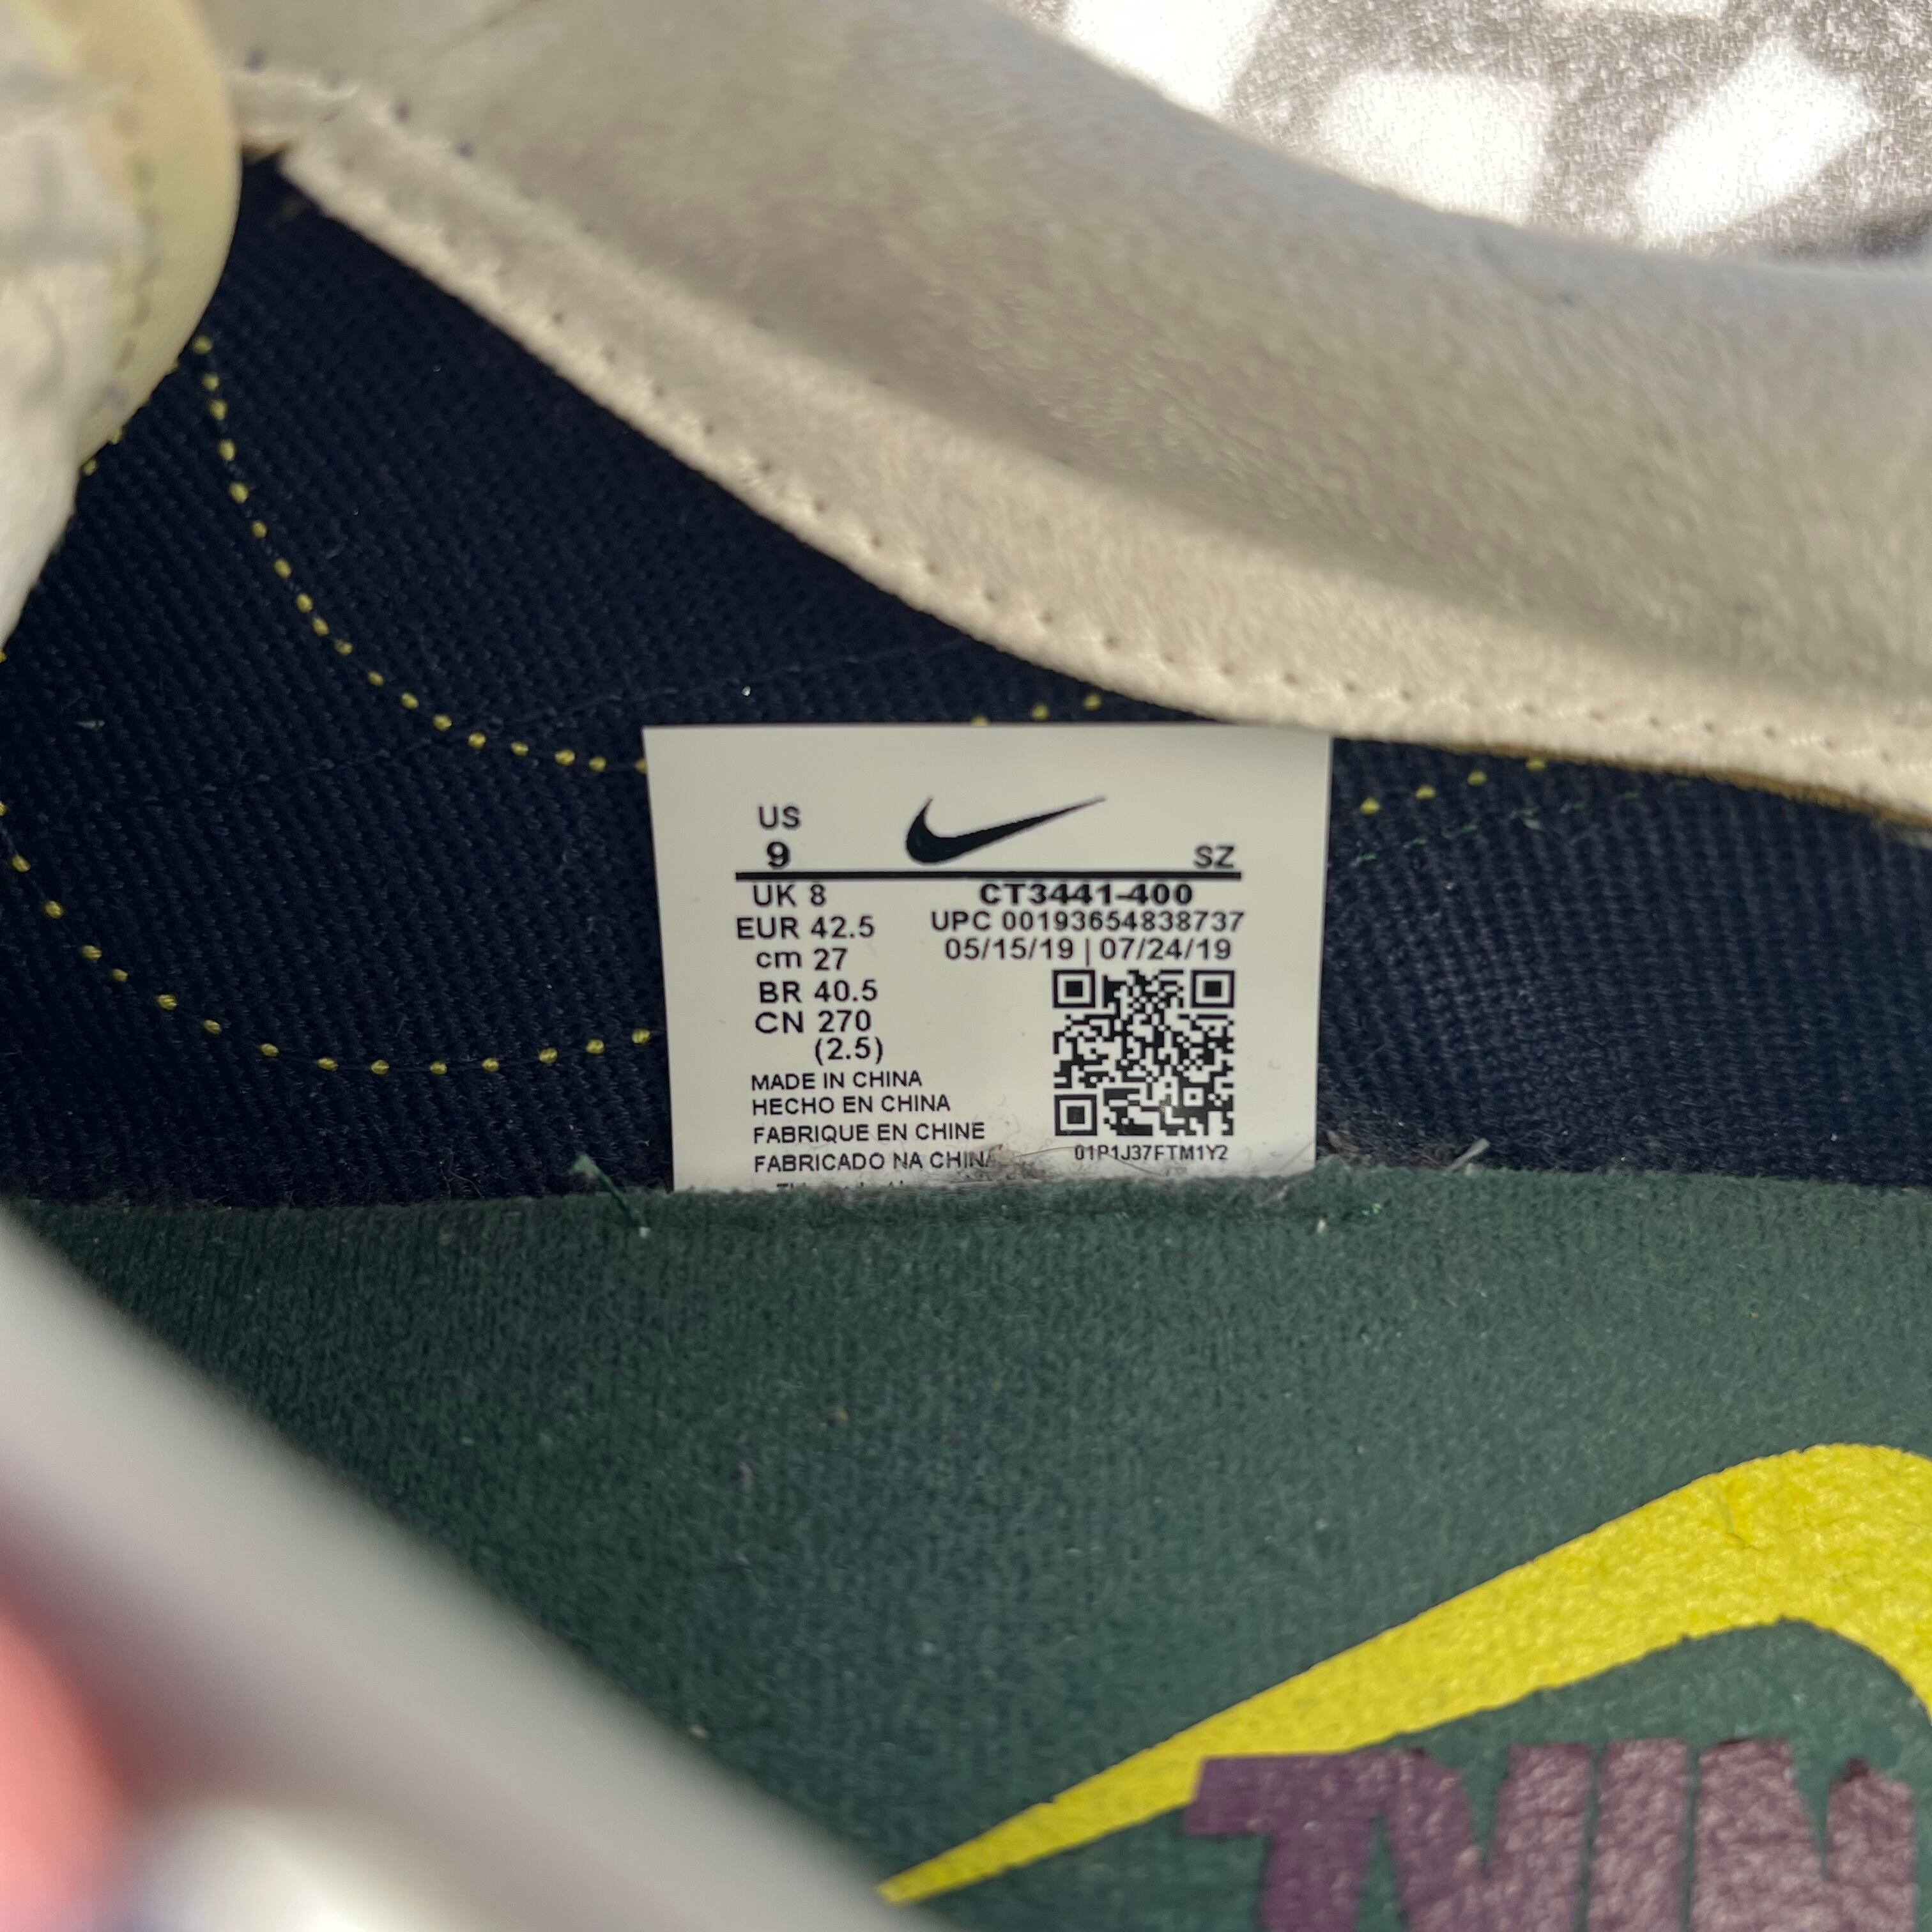 US
9
SZ
UK 8
CT3441-400
EUR 42.5
UPC 00193654838737
cm 27
05/15/19 | 07/24/19
BR 40.5
CN 270
(2.5)
MADE IN CHINA
HECHO EN CHINA
FABRIQUE EN CHINE
FABRICADO NA CHINA
01P1J37FTM1Y2